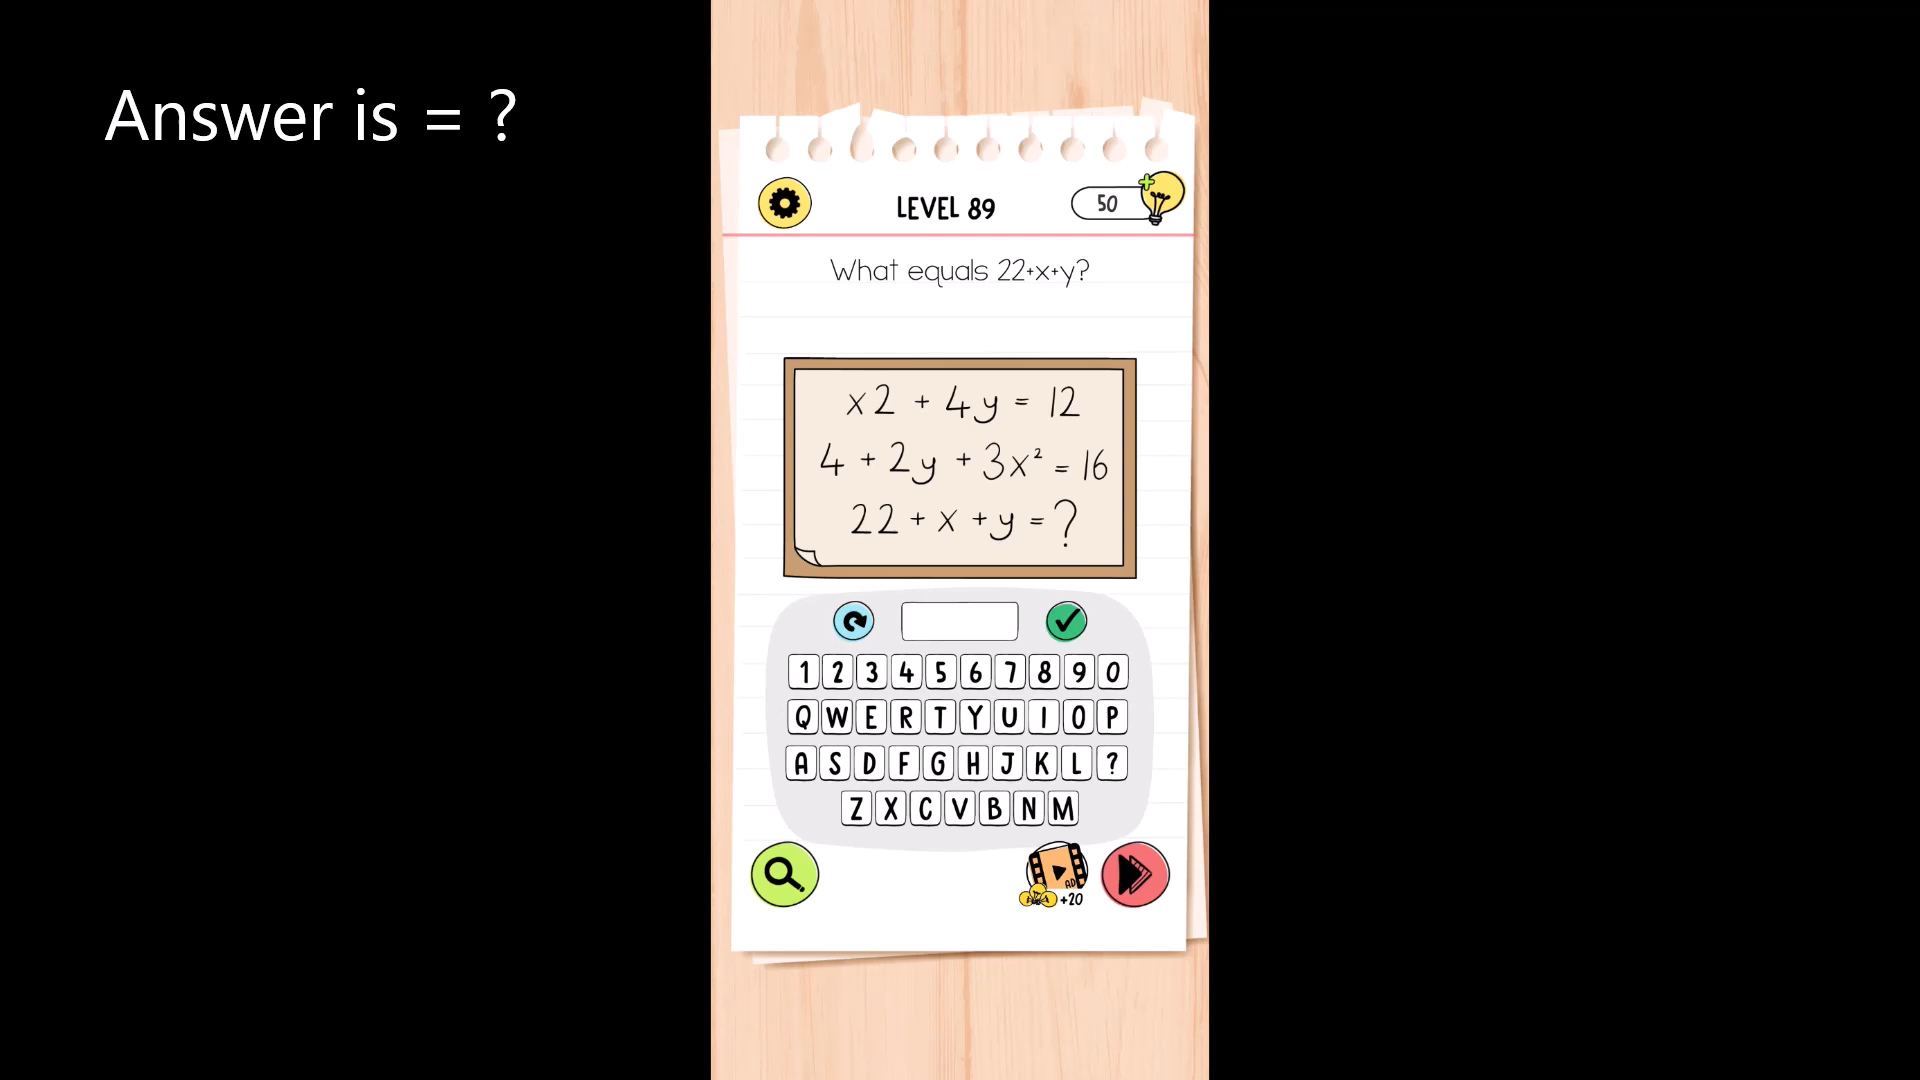 Answer is = ?
LEVEL 89
50
What equals 22+x+y?
x2 + 4y = 12
4 + 2y + 3x² = 16
22 + x + y = ?
1 2 3 4 5 6 7 8 9 0
Q W E R T Y U I O P
A S D F G H J K L ?
Z X C V B N M
AD
+20